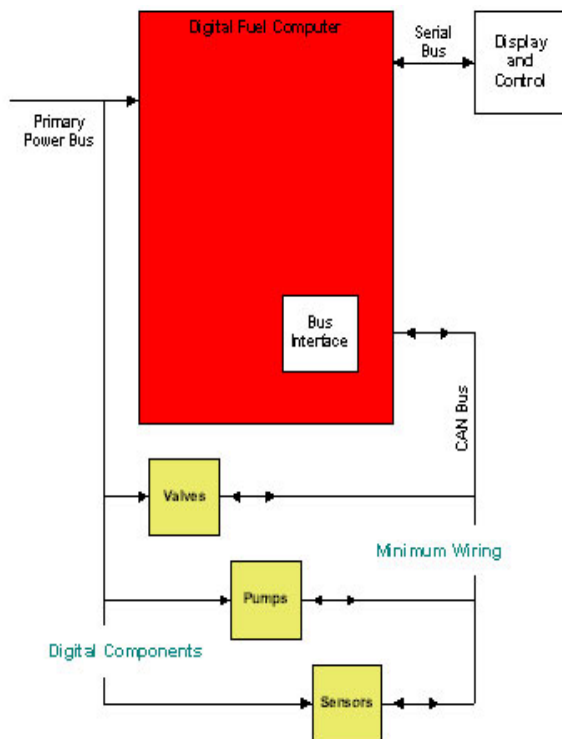 Digital Fuel Computer
Serial
Bus
Display
and
Control
Primary
Power Bus
Bus
Interface
CAN Bus
Valves
Minimum Wiring
Pumps
Digital Components
Sensors